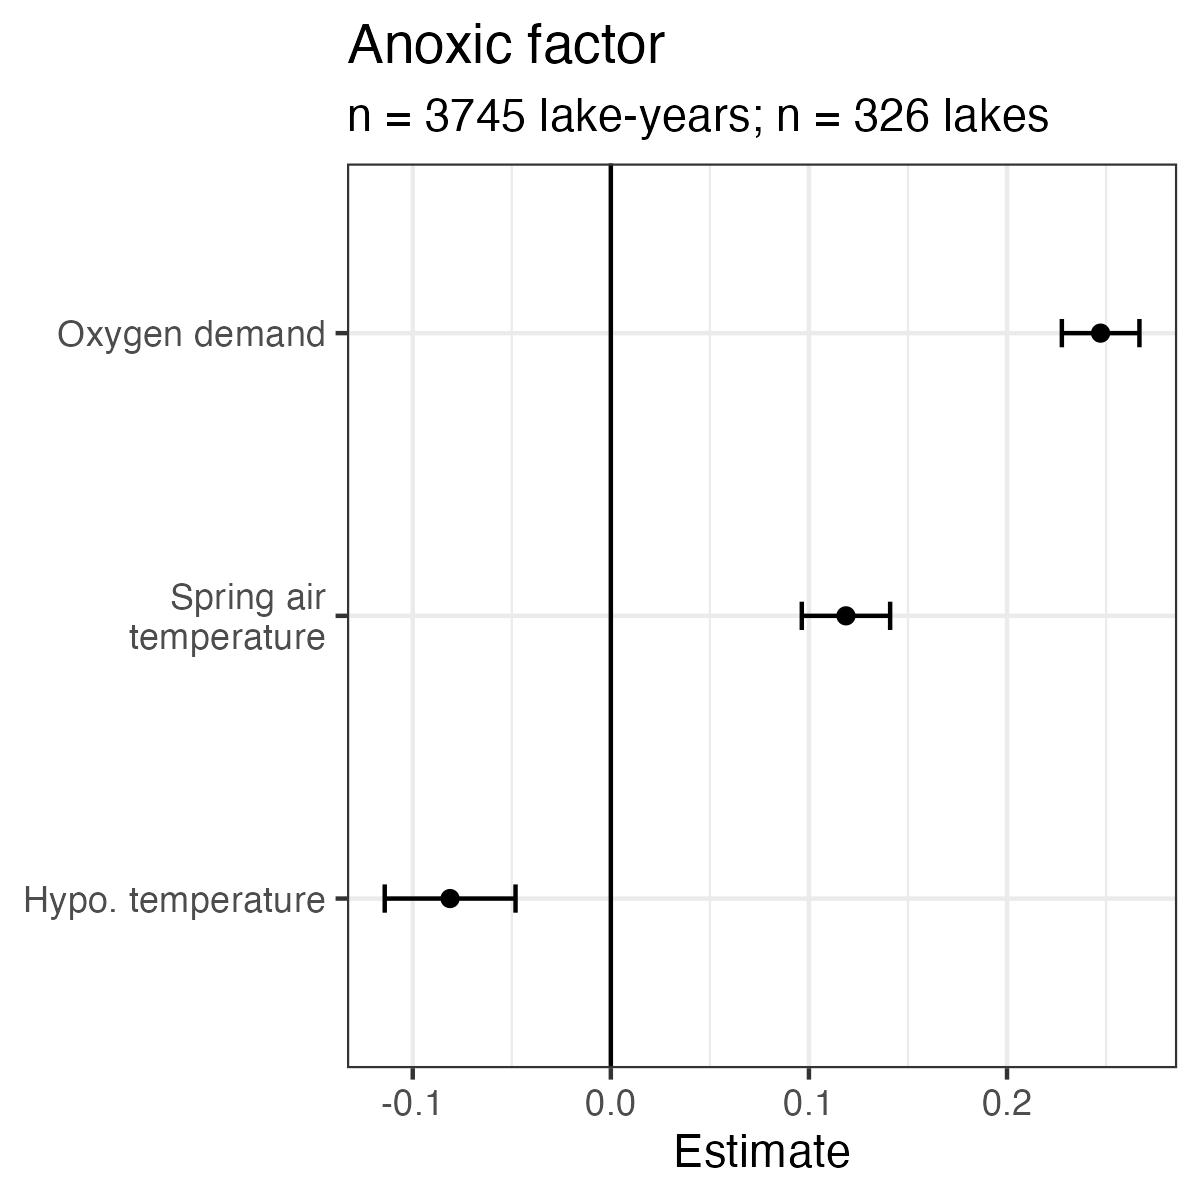 Anoxic factor
n = 3745 lake-years; n = 326 lakes
Oxygen demand
Spring air
temperature
Hypo. temperature
-0.1 0.0 0.1 0.2
Estimate